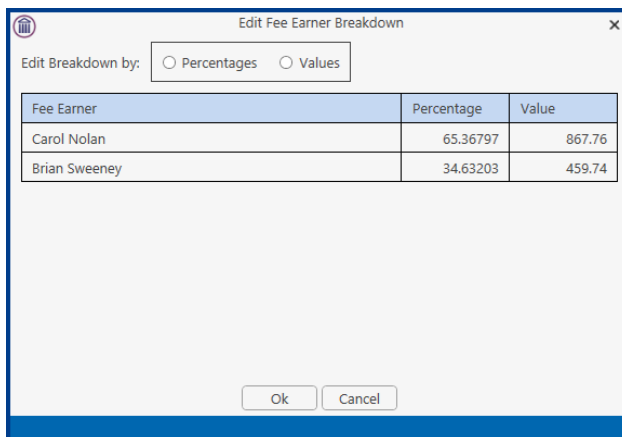 Edit Fee Earner Breakdown
Edit Breakdown by: Percentages Values
Fee Earner Percentage Value
Carol Nolan 65.36797 867.76
Brian Sweeney 34.63203 459.74
Ok Cancel